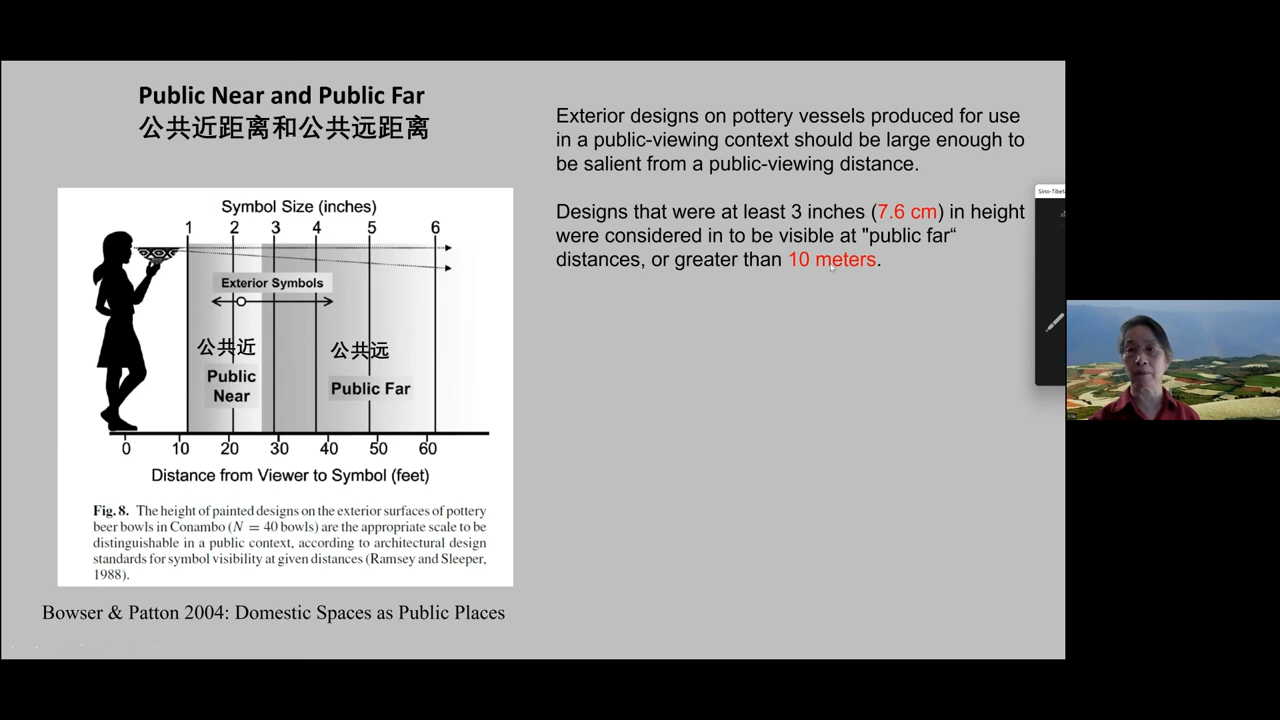 Public Near and Public Far
公共近距离和公共远距离
Symbol Size (inches)
1 2 3 4 5 6
Exterior Symbols
公共近
Public
Near
公共远
Public Far
0 10 20 30 40 50 60
Distance from Viewer to Symbol (feet)
Fig. 8. The height of painted designs on the exterior surfaces of pottery
beer bowls in Conambo (N = 40 bowls) are the appropriate scale to be
distinguishable in a public context, according to architectural design
standards for symbol visibility at given distances (Ramsey and Sleeper,
1988).
Bowser & Patton 2004: Domestic Spaces as Public Places
Exterior designs on pottery vessels produced for use
in a public-viewing context should be large enough to
be salient from a public-viewing distance.
Designs that were at least 3 inches (7.6 cm) in height
were considered in to be visible at "public far“
distances, or greater than 10 meters.
Sino-Tibet